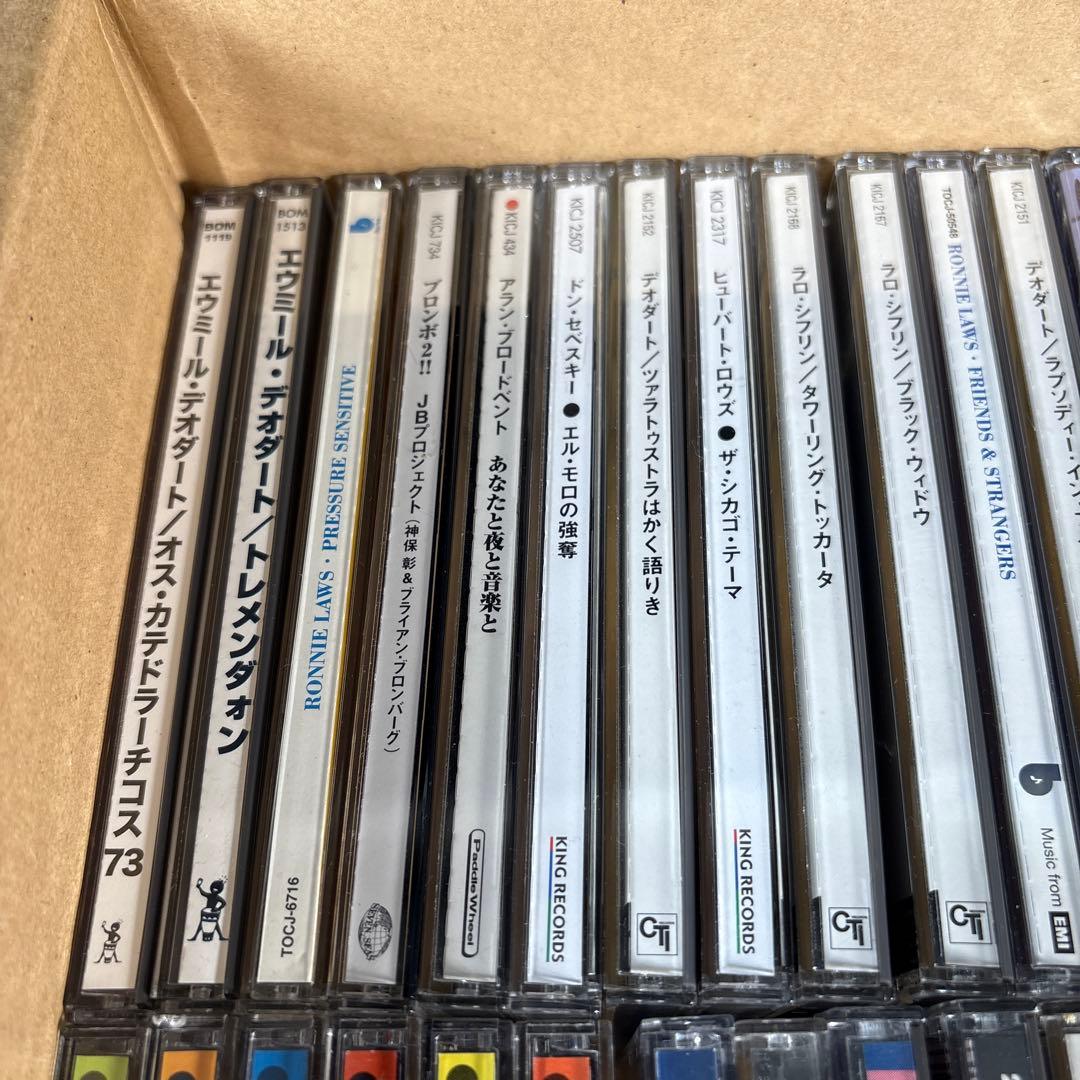 BOM
1119
エウミール・デオダート/オス・カテドラーチコス 73
BOM
1513
エウミール・デオダート/トレメンダォン
RONNIE LAWS・PRESSURE SENSITIVE
TOCJ-6716
KICJ 734
ブロンボ2!! JBプロジェクト (神保 彰 & ブライアン・ブロンバーグ)
KICJ 434
アラン・ブロードベント あなたと夜と音楽と
Paddle Wheel
KICJ 2507
ドン・セベスキー ● エル・モロの強奪
KING RECORDS
KICJ 2152
デオダート/ツァラトゥストラはかく語りき
CTI
KICJ 2317
ヒューバート・ロウズ ● ザ・シカゴ・テーマ
KING RECORDS
KICJ 2168
ラロ・シフリン/タワーリング・トッカータ
CTI
KICJ 2167
ラロ・シフリン/ブラック・ウィドウ
CTI
TOCJ-50548
RONNIE LAWS・FRIENDS & STRANGERS
Music from EMI
KICJ 2151
デオダート/ラプソディー・イン